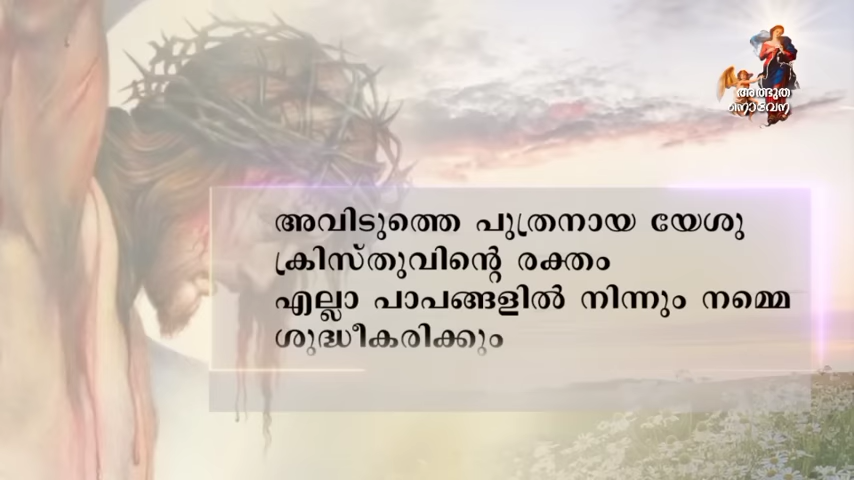 അത്ഭുത
നൊവേന
അവിടുത്തെ പുത്രനായ യേശു
ക്രിസ്തുവിന്റെ രക്തം
എല്ലാ പാപങ്ങളിൽ നിന്നും നമ്മെ
ശുദ്ധീകരിക്കും